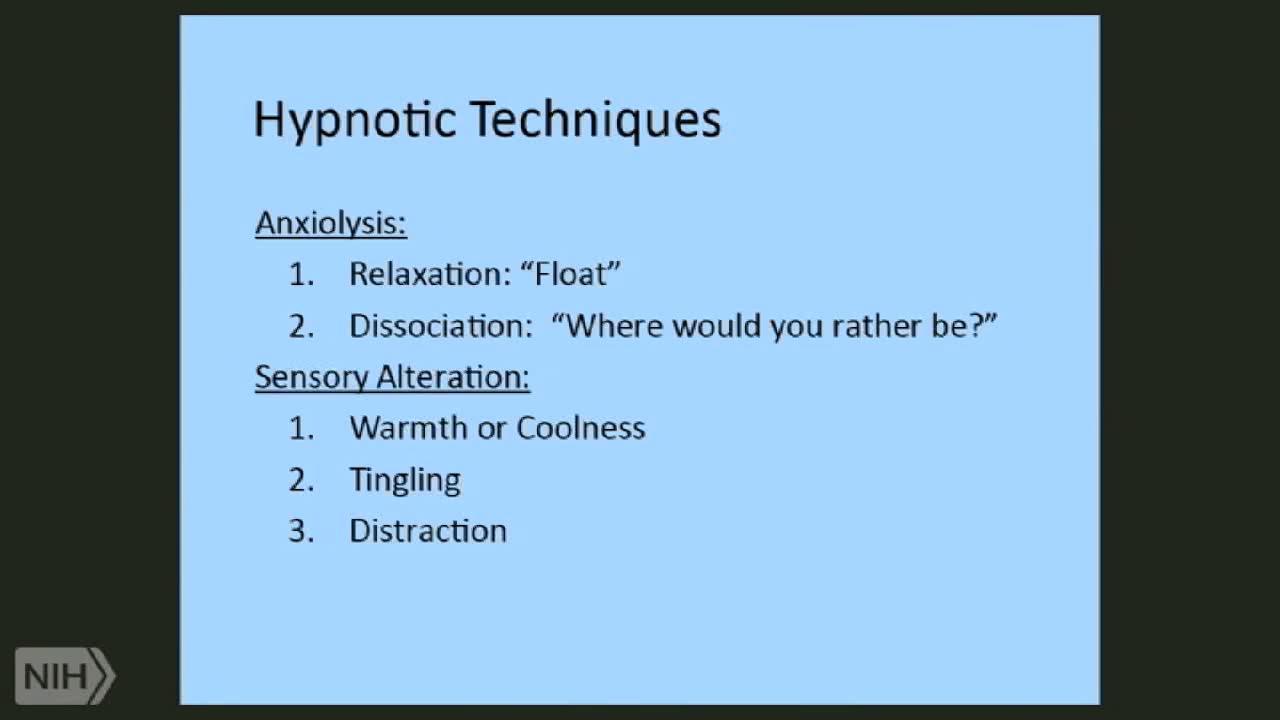 Hypnotic Techniques
Anxiolysis:
1. Relaxation: “Float”
2. Dissociation: “Where would you rather be?”
Sensory Alteration:
1. Warmth or Coolness
2. Tingling
3. Distraction
NIH